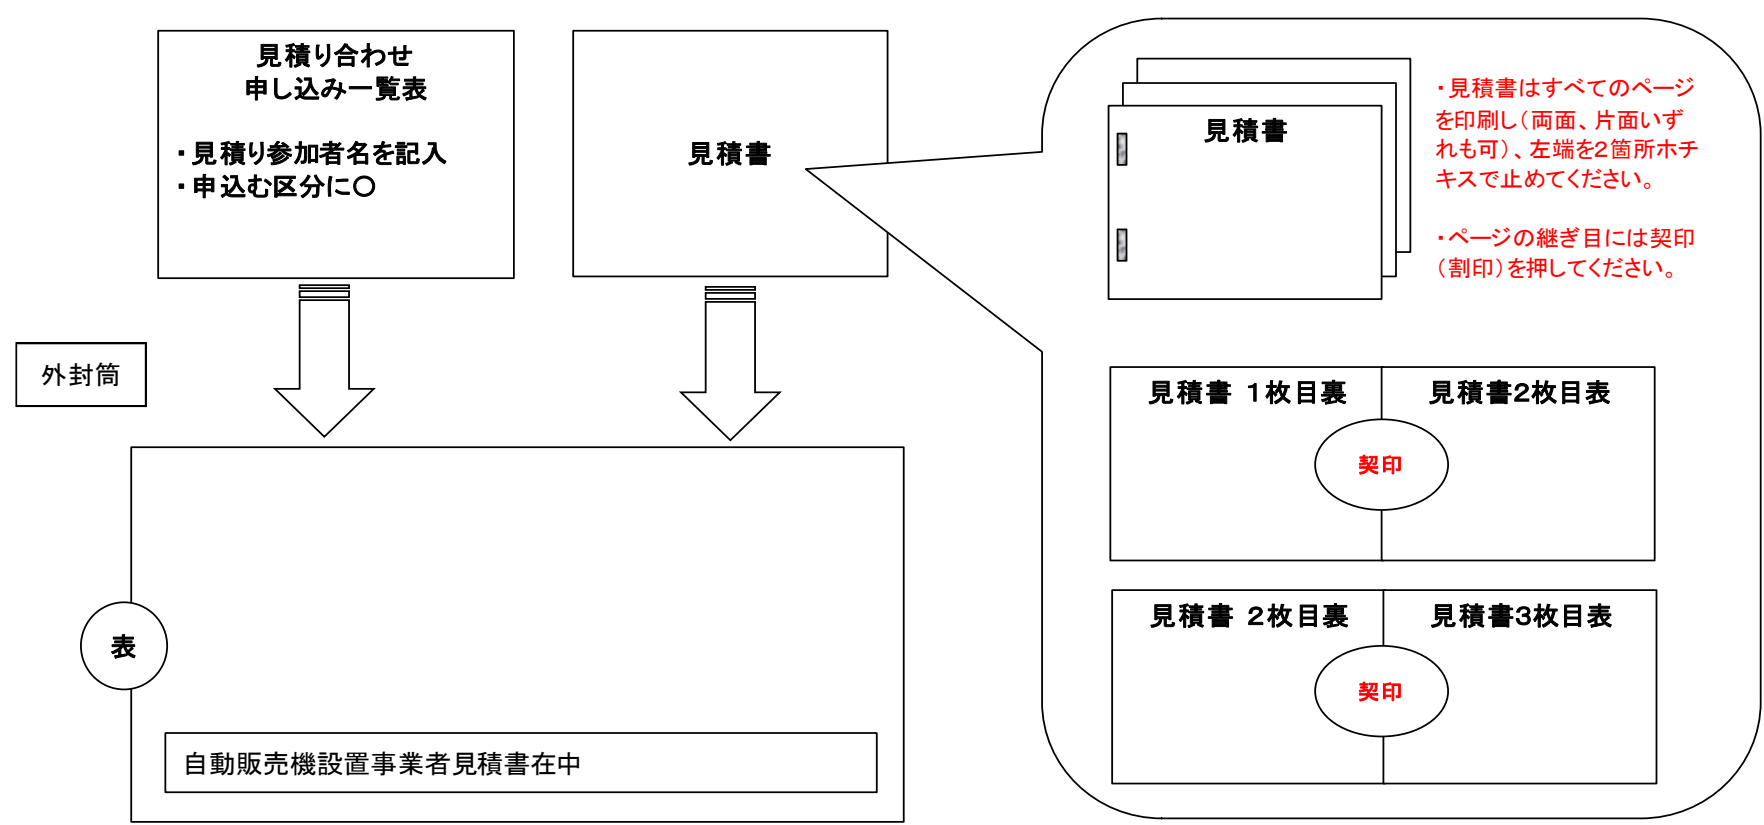 見積り合わせ
申し込み一覧表
・見積り参加者名を記入
・申込む区分に〇
見積書
外封筒
表
自動販売機設置事業者見積書在中
見積書
・見積書はすべてのページ
を印刷し（両面、片面いず
れも可）、左端を2箇所ホチ
キスで止めてください。
・ページの継ぎ目には契印
（割印）を押してください。
見積書 1枚目裏
見積書2枚目表
契印
見積書 2枚目裏
見積書3枚目表
契印